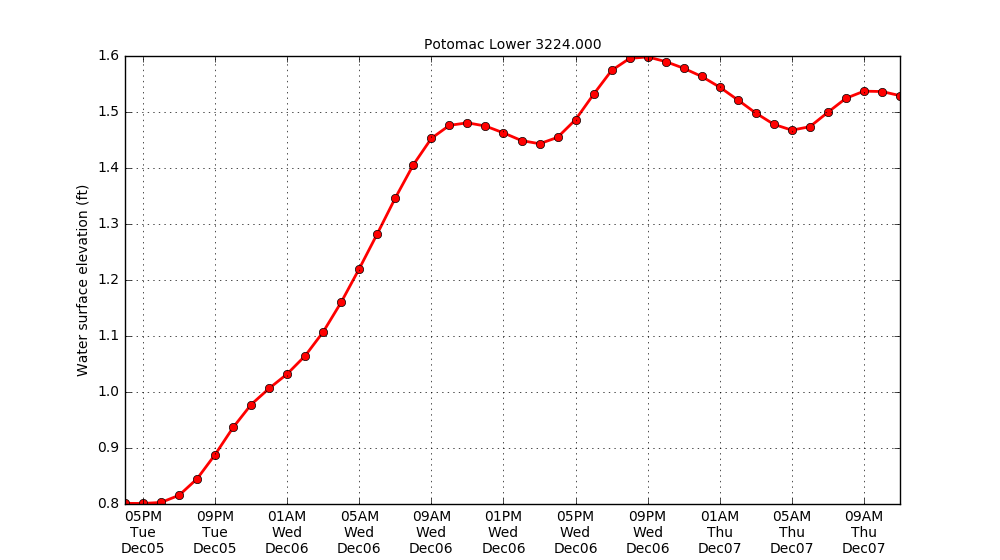 Potomac Lower 3224.000
Water surface elevation (ft)
1.6
1.5
1.4
1.3
1.2
1.1
1.0
0.9
0.8
05PM 09PM 01AM 05AM 09AM 01PM 05PM 09PM 01AM 05AM 09AM
Tue Tue Wed Wed Wed Wed Wed Wed Thu Thu Thu
Dec05 Dec05 Dec06 Dec06 Dec06 Dec06 Dec06 Dec06 Dec07 Dec07 Dec07